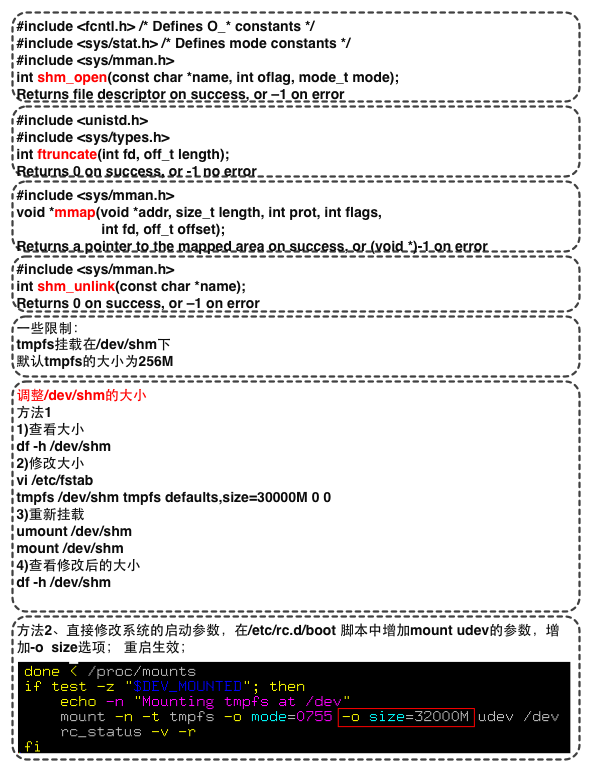 #include <fcntl.h> /* Defines O_* constants */
#include <sys/stat.h> /* Defines mode constants */
#include <sys/mman.h>
int shm_open(const char *name, int oflag, mode_t mode);
Returns file descriptor on success, or –1 on error
#include <unistd.h>
#include <sys/types.h>
int ftruncate(int fd, off_t length);
Returns 0 on success, or -1 no error
#include <sys/mman.h>
void *mmap(void *addr, size_t length, int prot, int flags,
int fd, off_t offset);
Returns a pointer to the mapped area on success, or (void *)-1 on error
#include <sys/mman.h>
int shm_unlink(const char *name);
Returns 0 on success, or –1 on error
一些限制:
tmpfs挂载在/dev/shm下
默认tmpfs的大小为256M
调整/dev/shm的大小
方法1
1)查看大小
df -h /dev/shm
2)修改大小
vi /etc/fstab
tmpfs /dev/shm tmpfs defaults,size=30000M 0 0
3)重新挂载
umount /dev/shm
mount /dev/shm
4)查看修改后的大小
df -h /dev/shm
方法2、直接修改系统的启动参数，在/etc/rc.d/boot 脚本中增加mount udev的参数，增
加-o size选项； 重启生效；
done < /proc/mounts
if test -z "$DEV_MOUNTED"; then
echo -n "Mounting tmpfs at /dev"
mount -n -t tmpfs -o mode=0755 -o size=32000M udev /dev
rc_status -v -r
fi